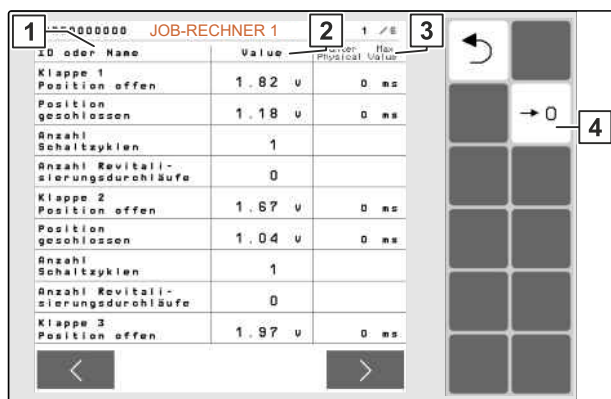 0000000 JOB-RECHNER 1 1 /6
1 2 3
ID oder Name Value Max
Physical Value
Klappe 1
Position offen 1.82 V 0 ms
Position
geschlossen 1.18 V 0 ms
Anzahl
Schaltzyklen 1
Anzahl Revitali-
sierungsdurchläufe 0
Klappe 2
Position offen 1.67 V 0 ms
Position
geschlossen 1.04 V 0 ms
Anzahl
Schaltzyklen 1
Anzahl Revitali-
sierungsdurchläufe 0
Klappe 3
Position offen 1.97 V 0 ms
→ 0
4